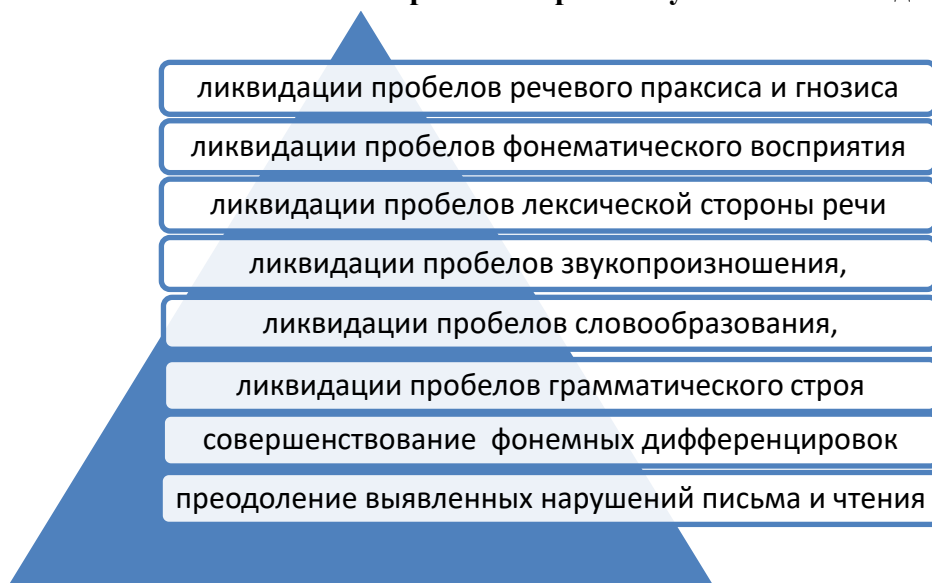 ликвидации пробелов речевого праксиса и гнозиса
ликвидации пробелов фонематического восприятия
ликвидации пробелов лексической стороны речи
ликвидации пробелов звукопроизношения,
ликвидации пробелов словообразования,
ликвидации пробелов грамматического строя
совершенствование фонемных дифференцировок
преодоление выявленных нарушений письма и чтения